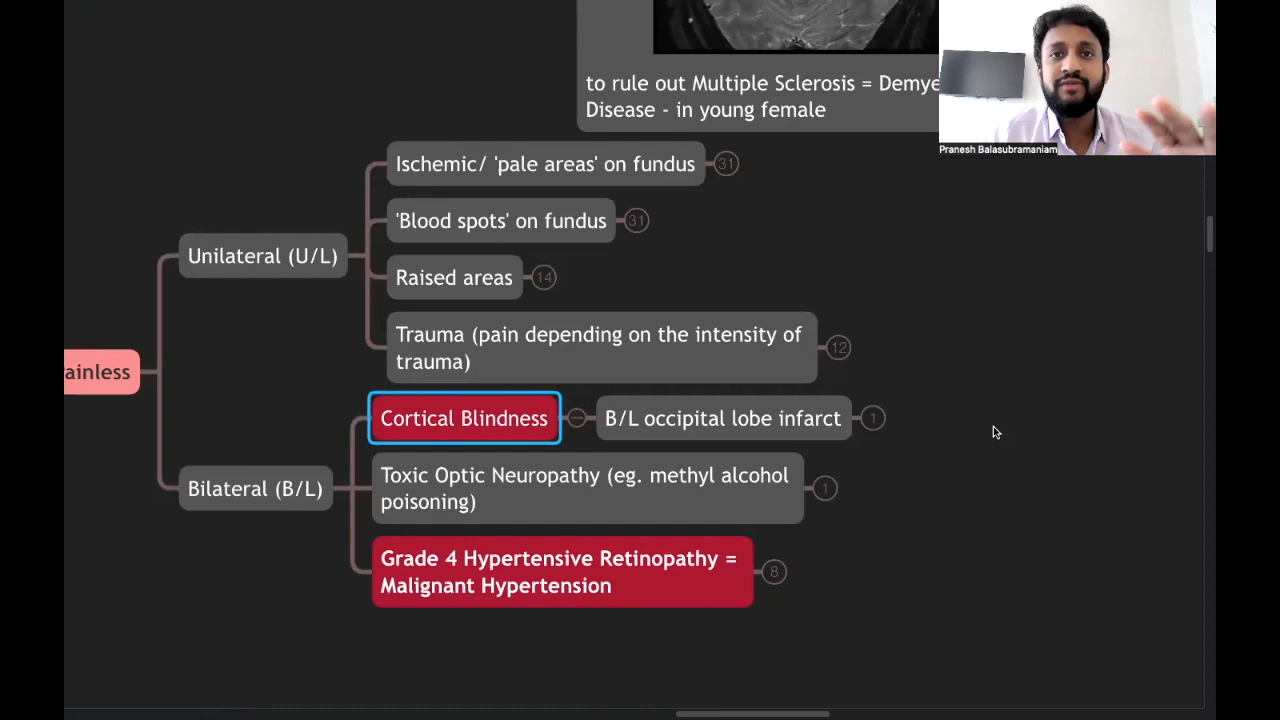 to rule out Multiple Sclerosis = Demye
Disease - in young female
Pranesh Balasubramaniam
Ischemic/ 'pale areas' on fundus
31
'Blood spots' on fundus
31
Unilateral (U/L)
Raised areas
14
Trauma (pain depending on the intensity of
trauma)
12
ainless
Cortical Blindness
B/L occipital lobe infarct
1
Bilateral (B/L)
Toxic Optic Neuropathy (eg. methyl alcohol
poisoning)
1
Grade 4 Hypertensive Retinopathy =
Malignant Hypertension
8